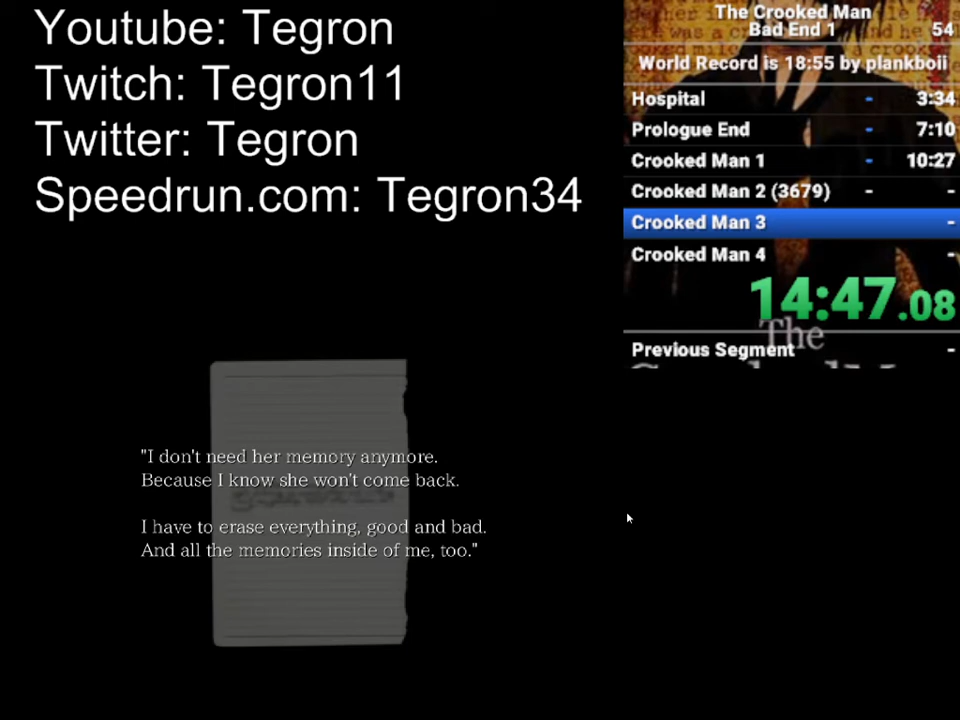 Youtube: Tegron
Twitch: Tegron11
Twitter: Tegron
Speedrun.com: Tegron34
The Crooked Man
Bad End 1 54
World Record is 18:55 by plankboii
Hospital - 3:34
Prologue End - 7:10
Crooked Man 1 - 10:27
Crooked Man 2 (3679) - -
Crooked Man 3 -
Crooked Man 4 -
14:47.08
The
Previous Segment -
"I don't need her memory anymore.
Because I know she won't come back.
I have to erase everything, good and bad.
And all the memories inside of me, too."